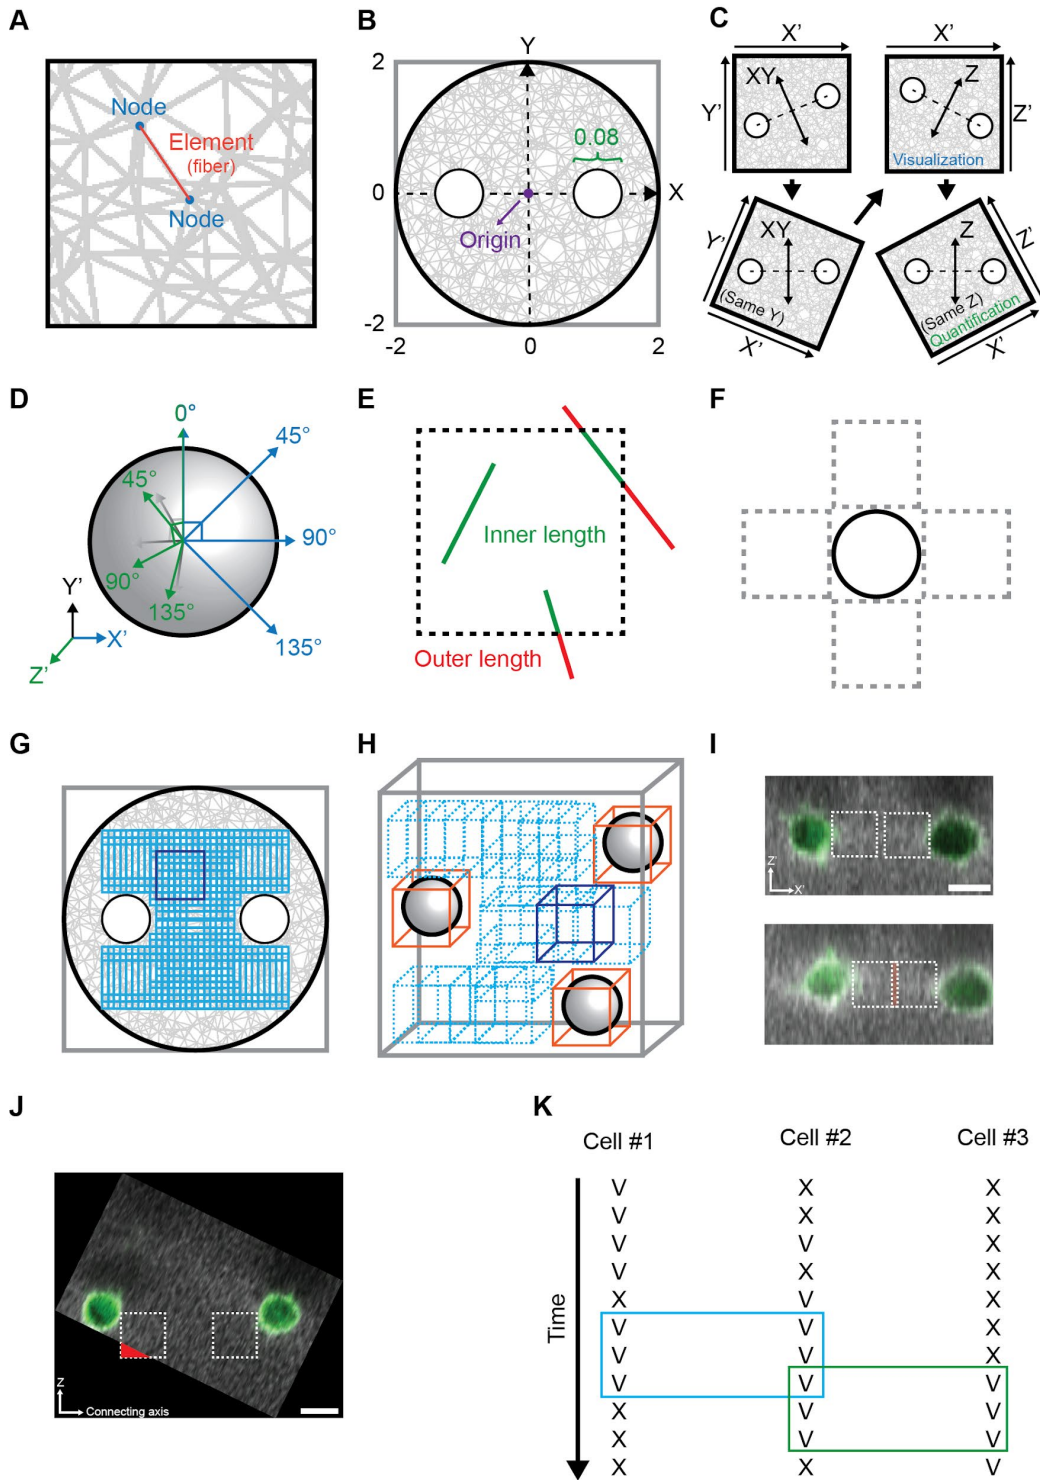 A
Node
Element
(fiber)
Node
B
Y
2
0.08
0
X
Origin
-2
-2
0
2
C
X'
X'
Y'
XY
Z
Z'
Visualization
Y'
XY
(Same Y)
X'
Z
Z'
(Same Z)
Quantification
X'
D
0°
45°
45°
90°
90°
135°
135°
Y'
X'
Z'
E
Inner length
Outer length
F
G
H
I
Z'
X'
J
Z
Connecting axis
K
Cell #1 Cell #2 Cell #3
Time
V X X
V X X
V V X
V X X
X V X
V V X
V V X
V V V
X V V
X V V
X X V